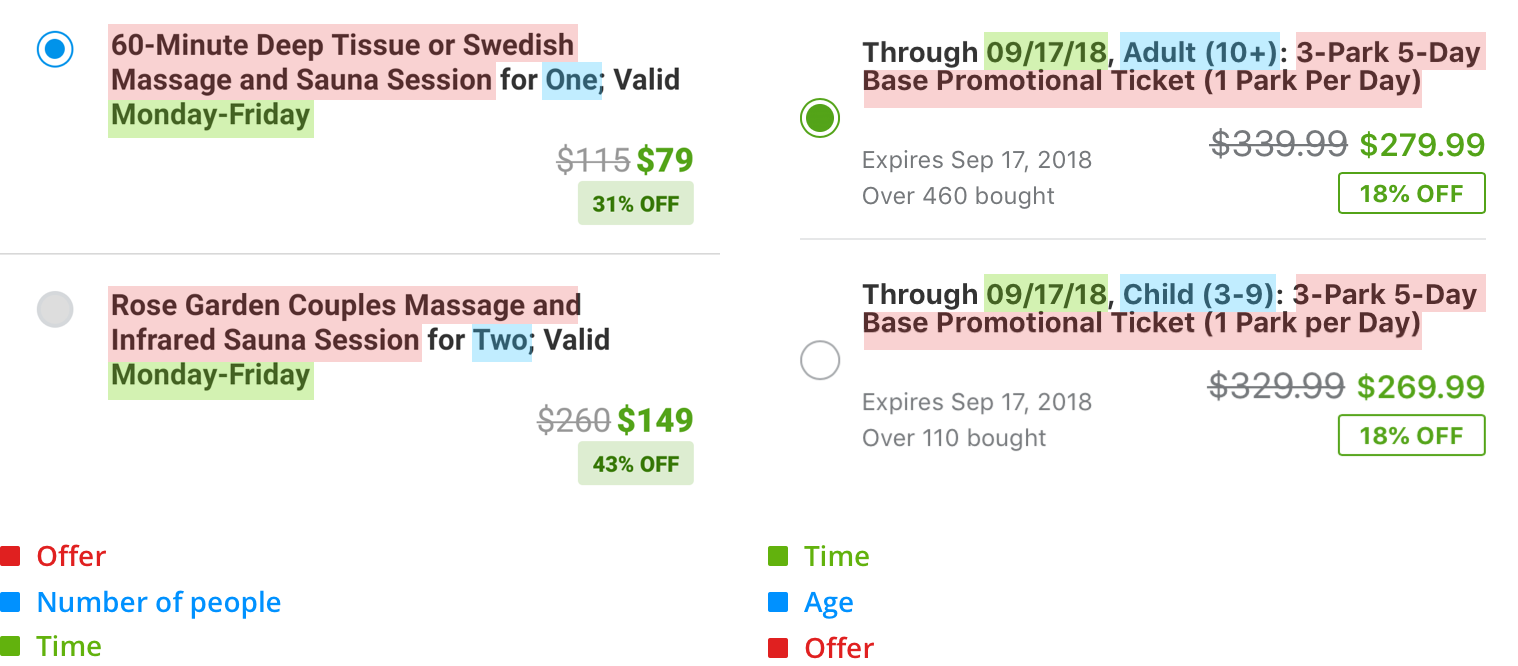 60-Minute Deep Tissue or Swedish
Massage and Sauna Session for One; Valid
Monday-Friday
$115 $79
31% OFF
Rose Garden Couples Massage and
Infrared Sauna Session for Two; Valid
Monday-Friday
$260 $149
43% OFF
Offer
Number of people
Time
Through 09/17/18, Adult (10+): 3-Park 5-Day
Base Promotional Ticket (1 Park Per Day)
$339.99 $279.99
Expires Sep 17, 2018
18% OFF
Over 460 bought
Through 09/17/18, Child (3-9): 3-Park 5-Day
Base Promotional Ticket (1 Park per Day)
$329.99 $269.99
Expires Sep 17, 2018
18% OFF
Over 110 bought
Time
Age
Offer